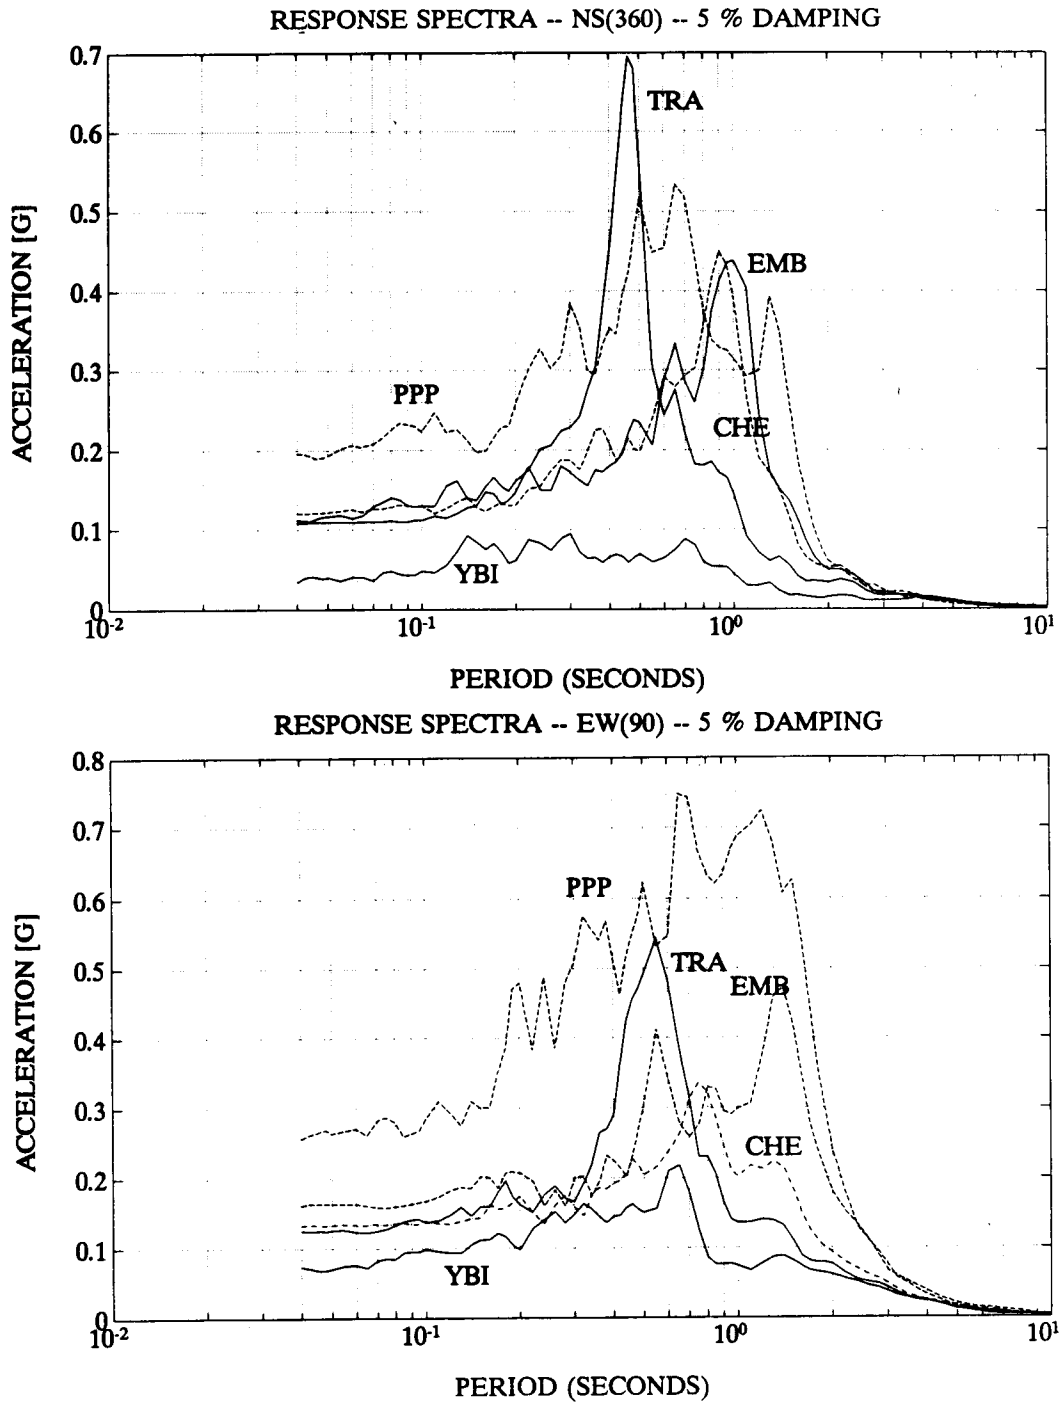 RESPONSE SPECTRA -- NS(360) -- 5 % DAMPING
ACCELERATION [G]
0.7
0.6
0.5
0.4
0.3
0.2
0.1
0
TRA
EMB
PPP
CHE
YBI
10-2
10-1
100
101
PERIOD (SECONDS)
RESPONSE SPECTRA -- EW(90) -- 5 % DAMPING
ACCELERATION [G]
0.8
0.7
0.6
0.5
0.4
0.3
0.2
0.1
0
PPP
TRA
EMB
CHE
YBI
10-2
10-1
100
101
PERIOD (SECONDS)